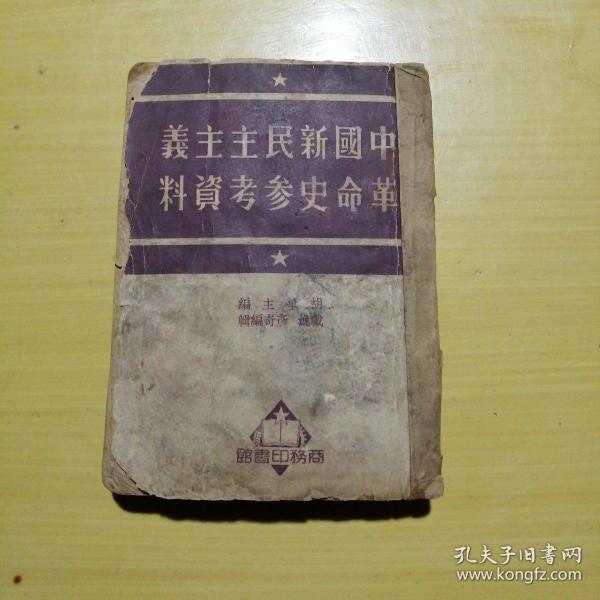 中國新民主主義
革命史参考資料
胡華主編
戴逸 彥奇編輯
商務印書館
孔夫子旧书网
www.kongfz.com